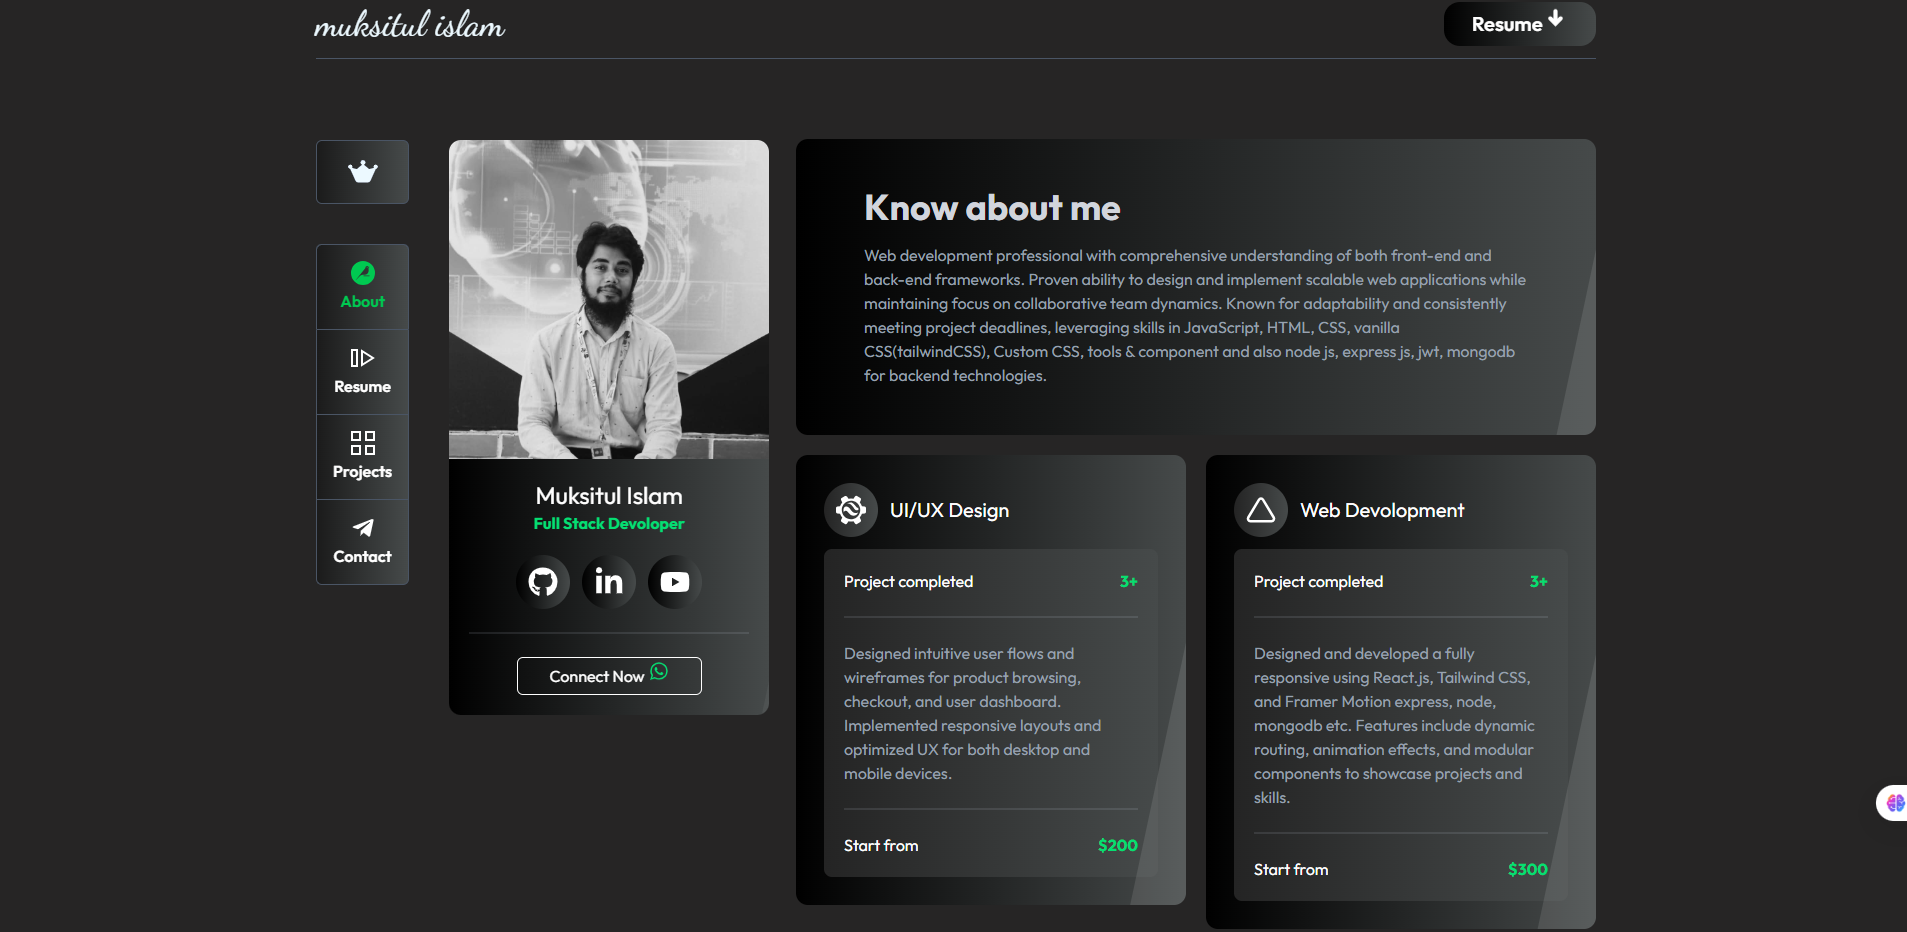 muksitul islam
Resume
About
Resume
Projects
Contact
Muksitul Islam
Full Stack Devoloper
Connect Now
Know about me
Web development professional with comprehensive understanding of both front-end and
back-end frameworks. Proven ability to design and implement scalable web applications while
maintaining focus on collaborative team dynamics. Known for adaptability and consistently
meeting project deadlines, leveraging skills in JavaScript, HTML, CSS, vanilla
CSS(tailwindCSS), Custom CSS, tools & component and also node js, express js, jwt, mongodb
for backend technologies.
UI/UX Design
Project completed 3+
Designed intuitive user flows and
wireframes for product browsing,
checkout, and user dashboard.
Implemented responsive layouts and
optimized UX for both desktop and
mobile devices.
Start from $200
Web Devolopment
Project completed 3+
Designed and developed a fully
responsive using React.js, Tailwind CSS,
and Framer Motion express, node,
mongodb etc. Features include dynamic
routing, animation effects, and modular
components to showcase projects and
skills.
Start from $300